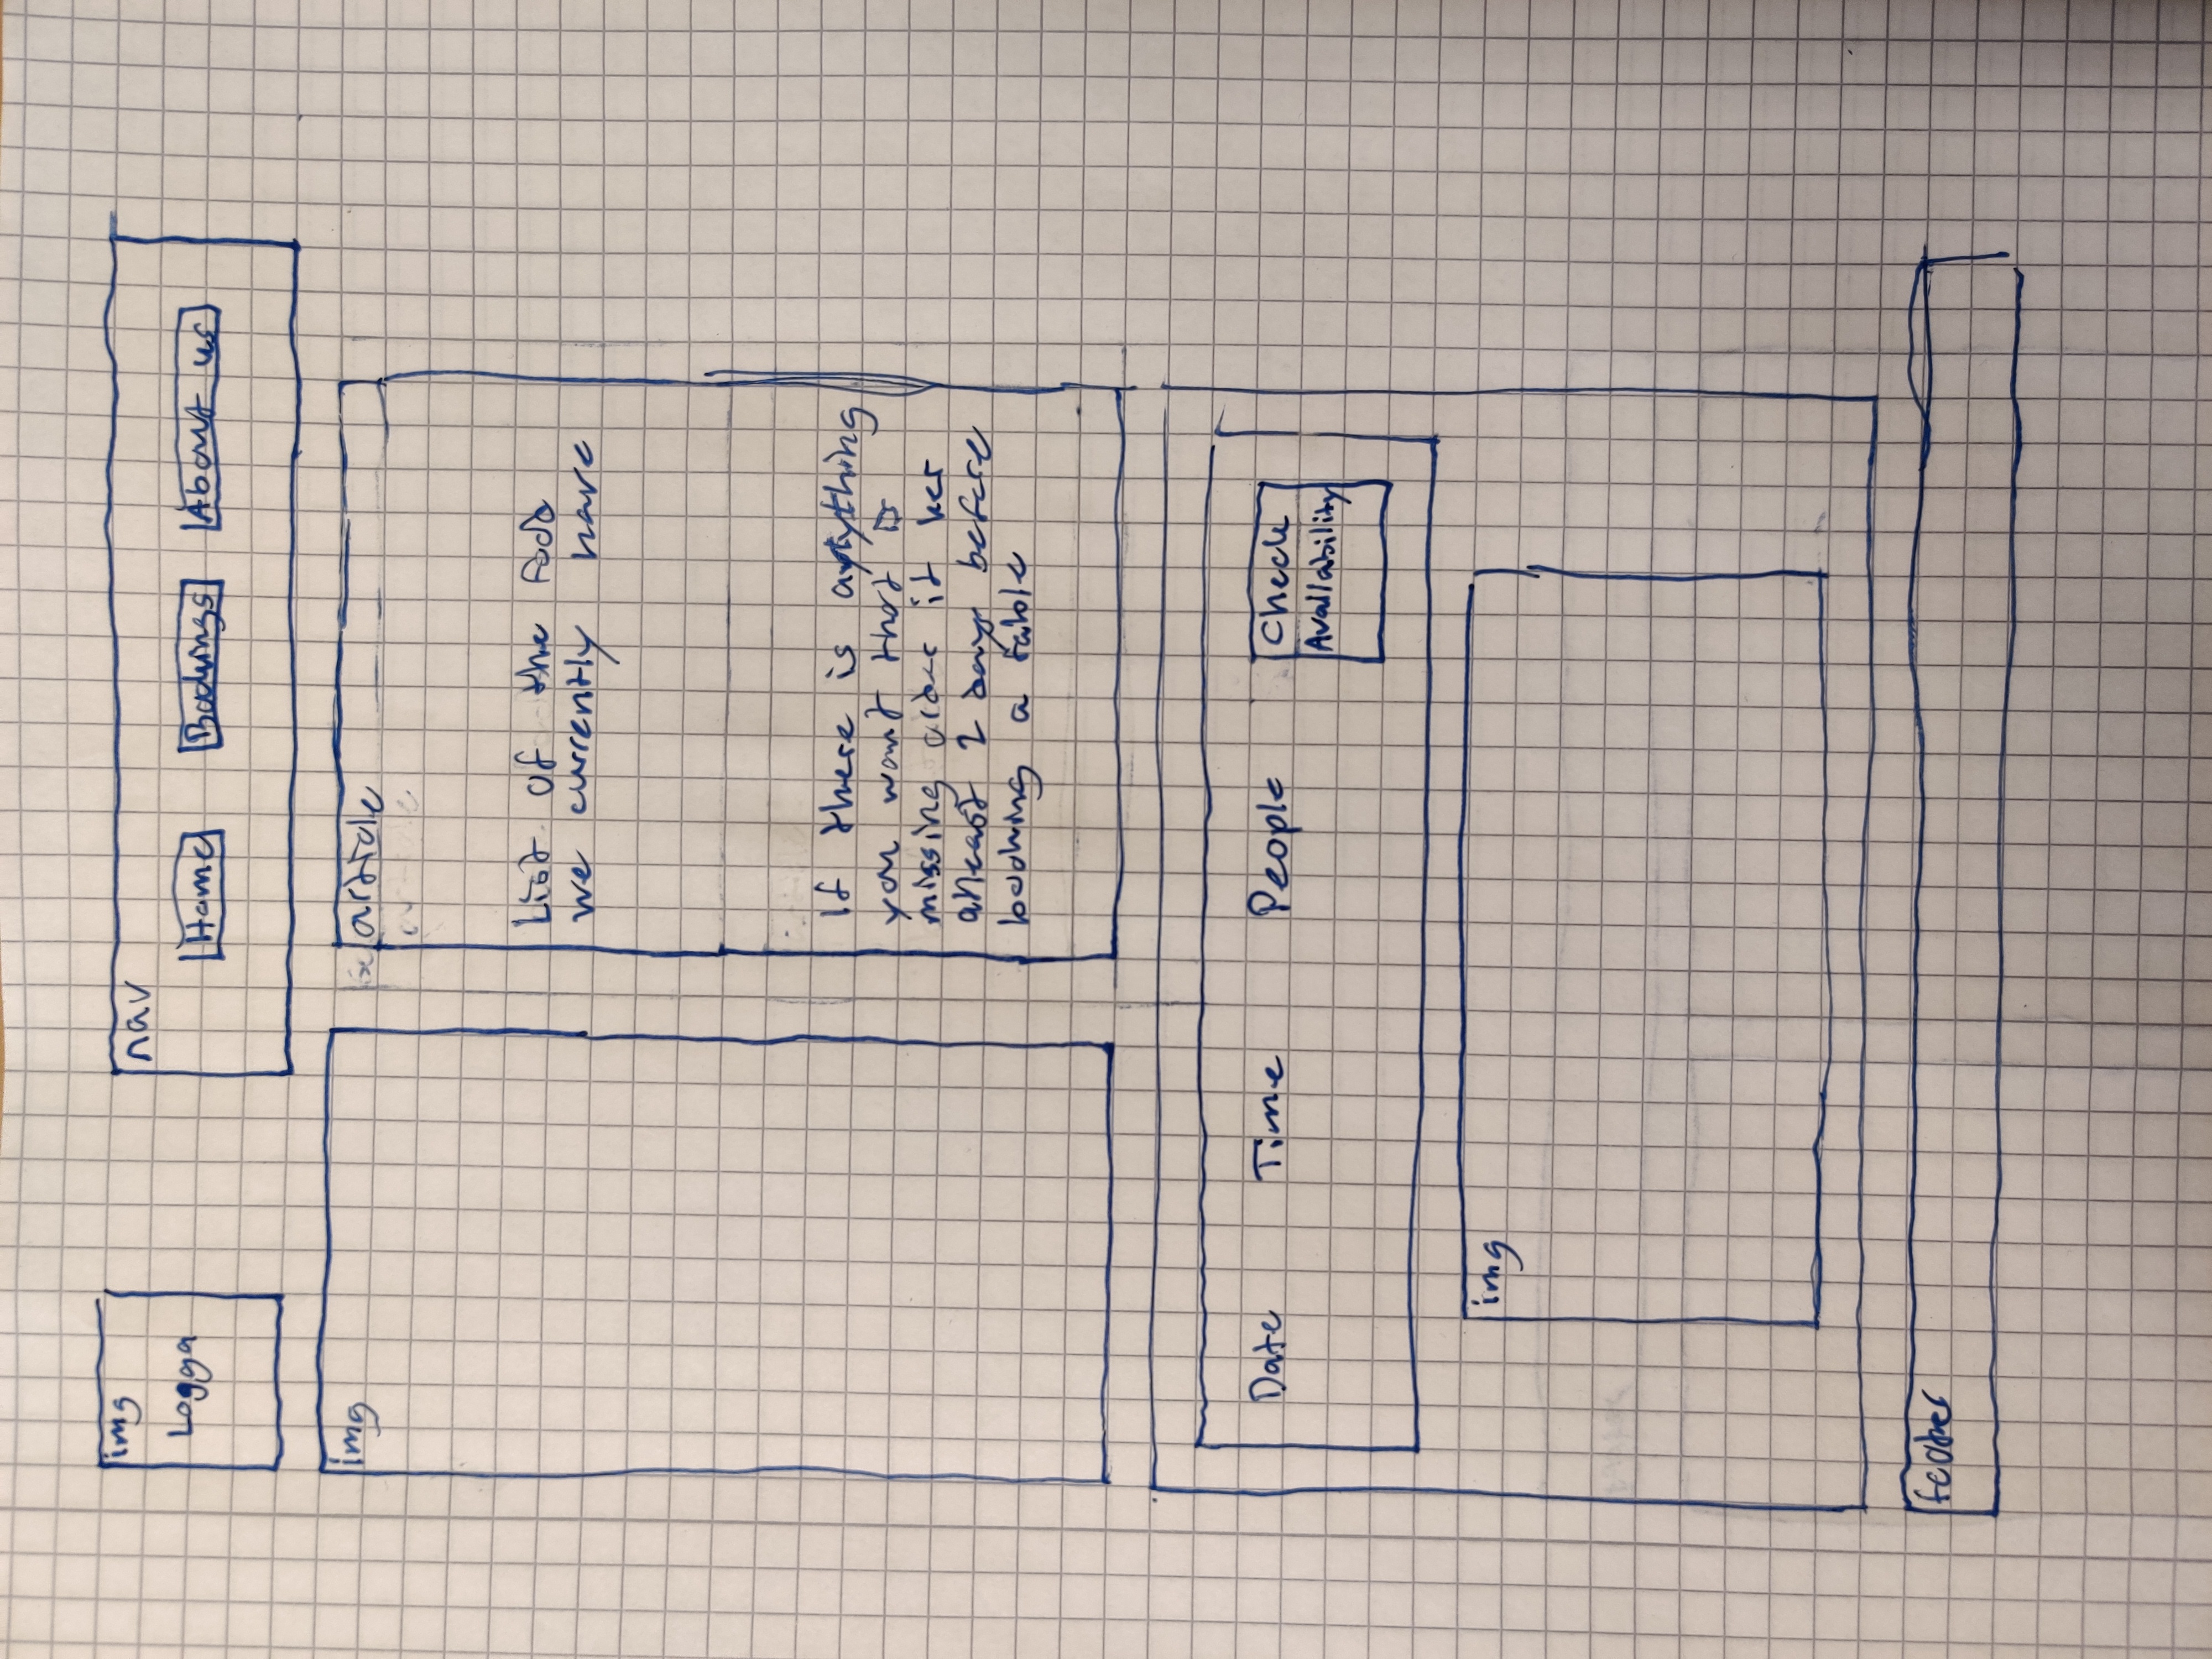 img
Logga
nav
Home
Bookings
About us
img
article
List of the food
we currently have
If there is anything
you want that is
missing order it her
atleast 2 days before
booking a table
Date
Time
People
Check
Availability
img
footer